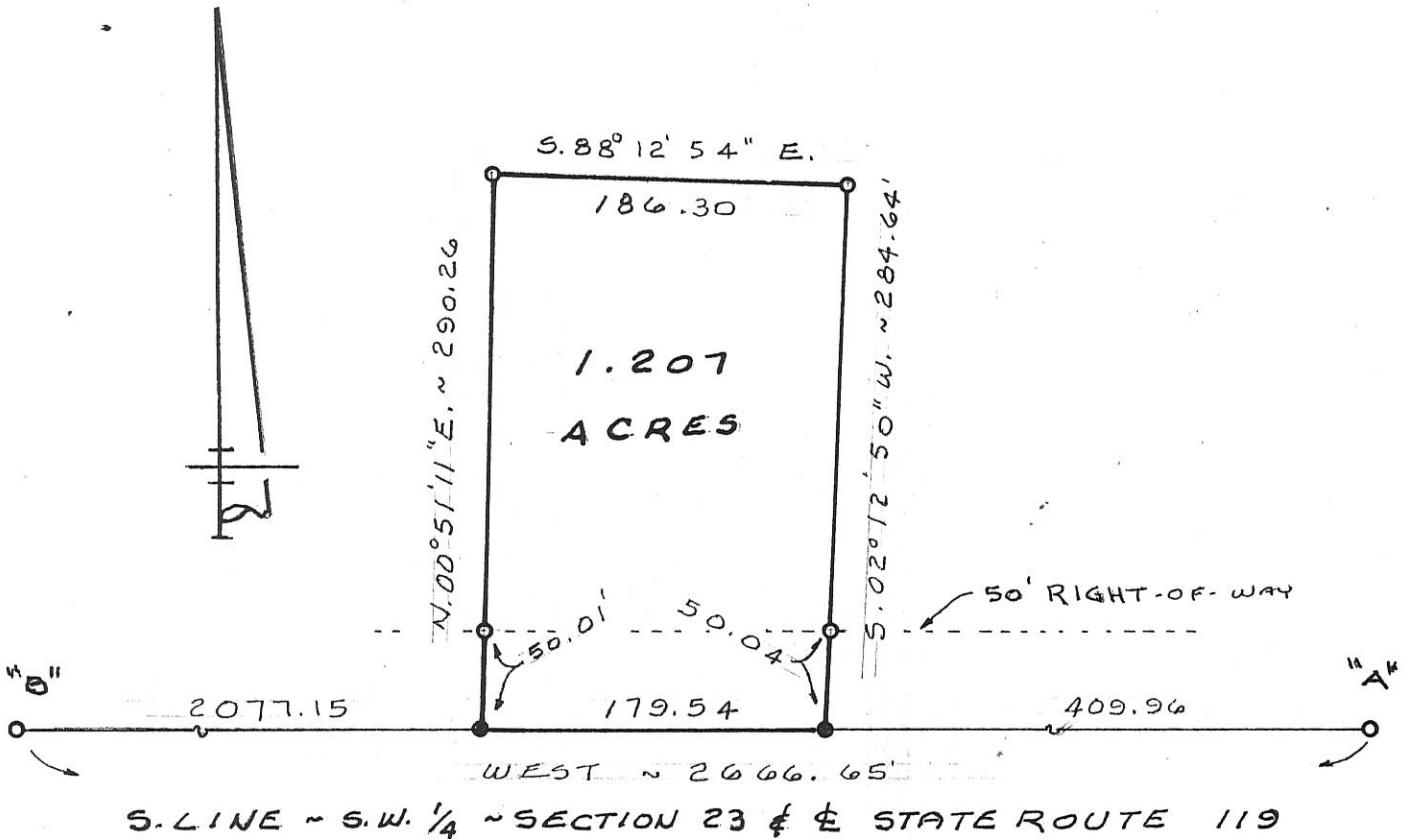 S. 88° 12' 54" E.
186.30
N. 00° 51' 11" E. ~ 290.26
S. 02° 12' 50" W. ~ 284.64'
1.207
ACRES
50' RIGHT-OF-WAY
50.01'
50.04
"B"
"A"
2077.15
179.54
409.96
WEST ~ 2666.65'
S. LINE ~ S.W. 1/4 ~ SECTION 23 & ℄ STATE ROUTE 119